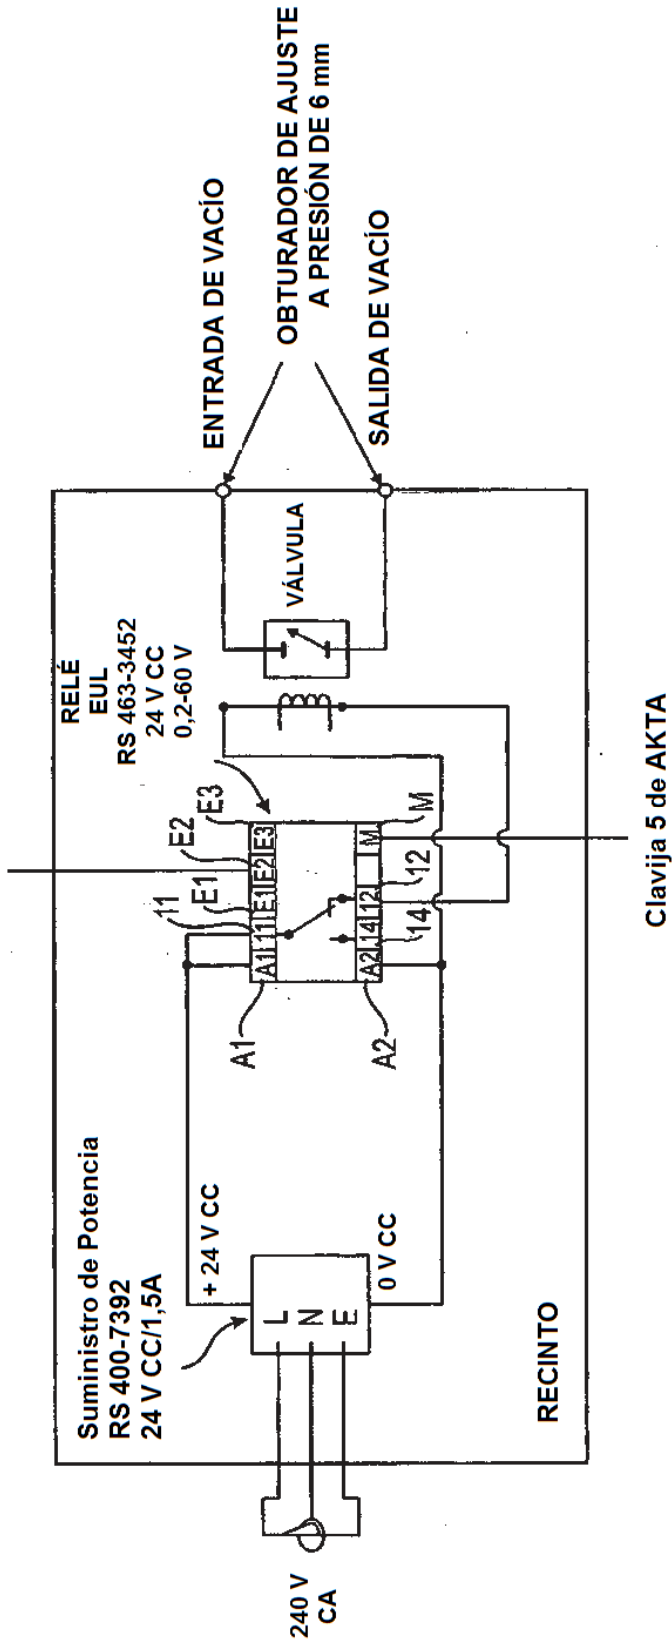 240 V
CA
Suministro de Potencia
RS 400-7392
24 V CC/1,5A
L
N
E
+ 24 V CC
0 V CC
RECINTO
A1
A2
11
E1
E2
E3
A1
11
E1
E2
E3
A2
14
12
M
14
12
M
RELÉ
EUL
RS 463-3452
24 V CC
0,2-60 V
VÁLVULA
ENTRADA DE VACÍO
OBTURADOR DE AJUSTE
A PRESIÓN DE 6 mm
SALIDA DE VACÍO
Clavija 5 de AKTA